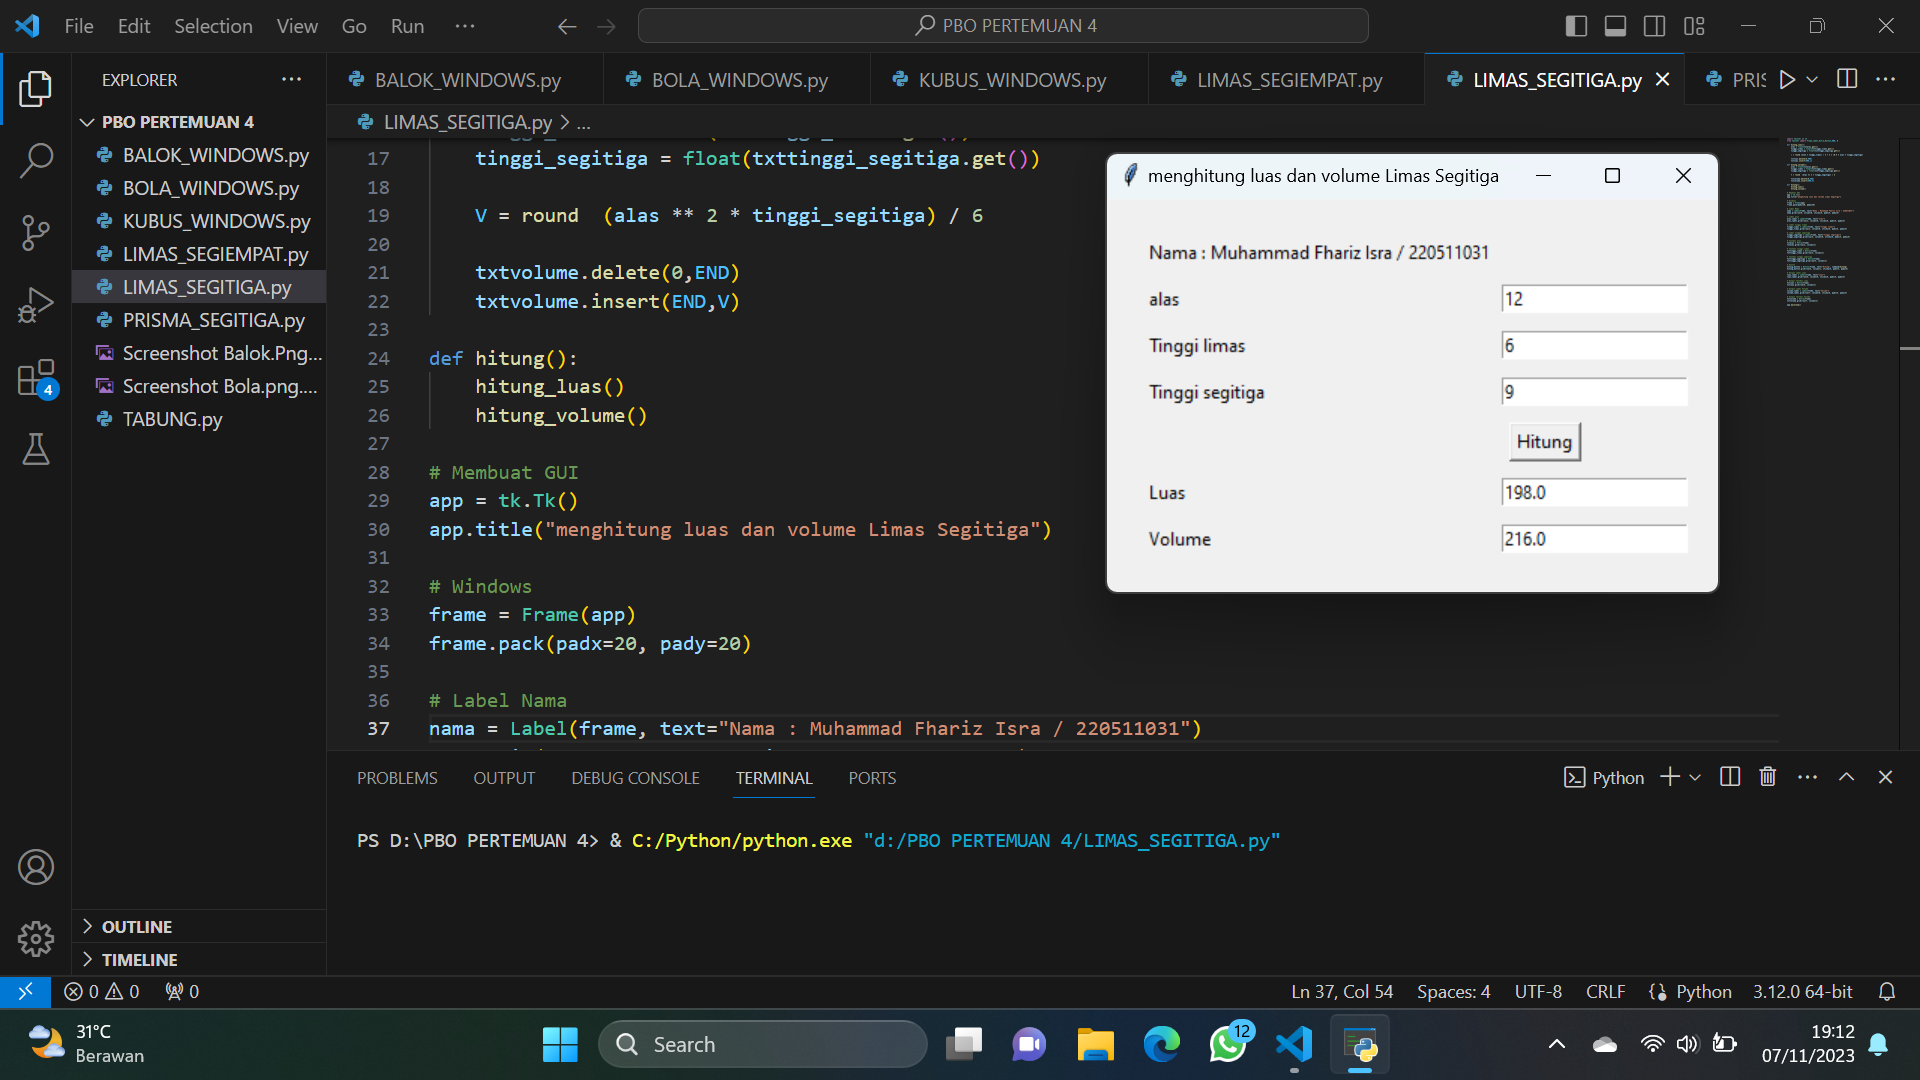 File Edit Selection View Go Run ...
PBO PERTEMUAN 4
EXPLORER
BALOK_WINDOWS.py
BOLA_WINDOWS.py
KUBUS_WINDOWS.py
LIMAS_SEGIEMPAT.py
LIMAS_SEGITIGA.py
PRIS
PBO PERTEMUAN 4
BALOK_WINDOWS.py
BOLA_WINDOWS.py
KUBUS_WINDOWS.py
LIMAS_SEGIEMPAT.py
LIMAS_SEGITIGA.py
PRISMA_SEGITIGA.py
Screenshot Balok.Png...
Screenshot Bola.png....
TABUNG.py
4
OUTLINE
TIMELINE
LIMAS_SEGITIGA.py > ...
17 tinggi_segitiga = float(txttinggi_segitiga.get())
18
19 V = round  (alas ** 2 * tinggi_segitiga) / 6
20
21 txtvolume.delete(0,END)
22 txtvolume.insert(END,V)
23
24 def hitung():
25 hitung_luas()
26 hitung_volume()
27
28 # Membuat GUI
29 app = tk.Tk()
30 app.title("menghitung luas dan volume Limas Segitiga")
31
32 # Windows
33 frame = Frame(app)
34 frame.pack(padx=20, pady=20)
35
36 # Label Nama
37 nama = Label(frame, text="Nama : Muhammad Fhariz Isra / 220511031")
menghitung luas dan volume Limas Segitiga
Nama : Muhammad Fhariz Isra / 220511031
alas 12
Tinggi limas 6
Tinggi segitiga 9
Hitung
Luas 198.0
Volume 216.0
PROBLEMS OUTPUT DEBUG CONSOLE TERMINAL PORTS
Python
PS D:\PBO PERTEMUAN 4> & C:/Python/python.exe "d:/PBO PERTEMUAN 4/LIMAS_SEGITIGA.py"
0 0 0
Ln 37, Col 54 Spaces: 4 UTF-8 CRLF Python 3.12.0 64-bit
31°C
Berawan
Search
12
19:12
07/11/2023